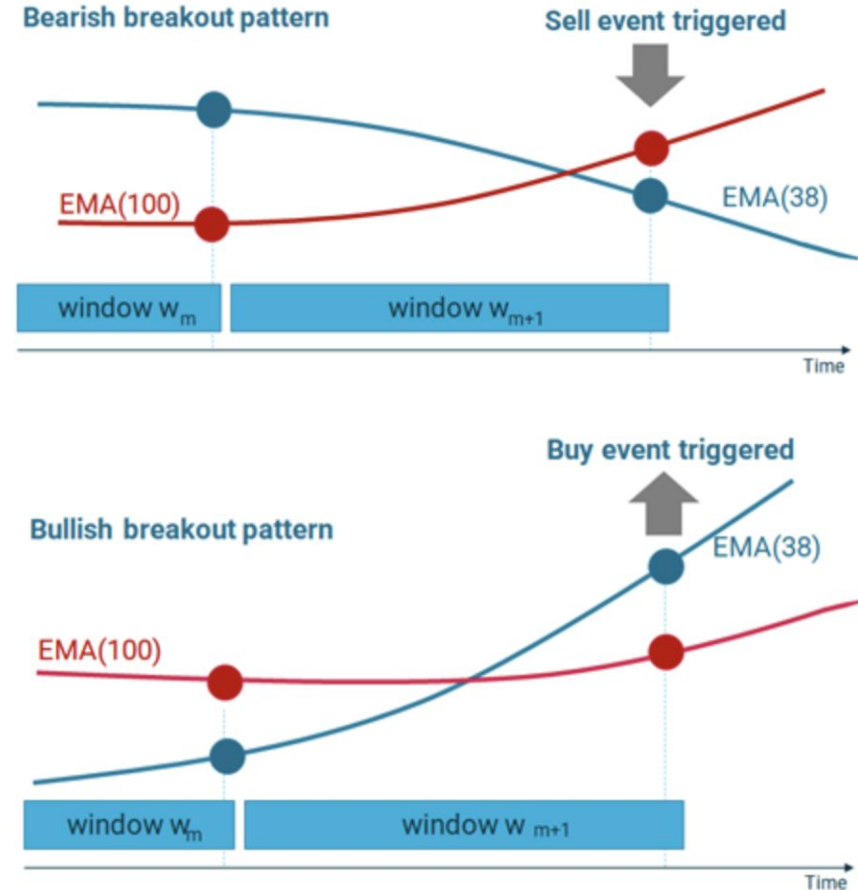 Bearish breakout pattern
Sell event triggered
EMA(100)
EMA(38)
window wm
window wm+1
Time
Buy event triggered
Bullish breakout pattern
EMA(38)
EMA(100)
window wm
window w m+1
Time